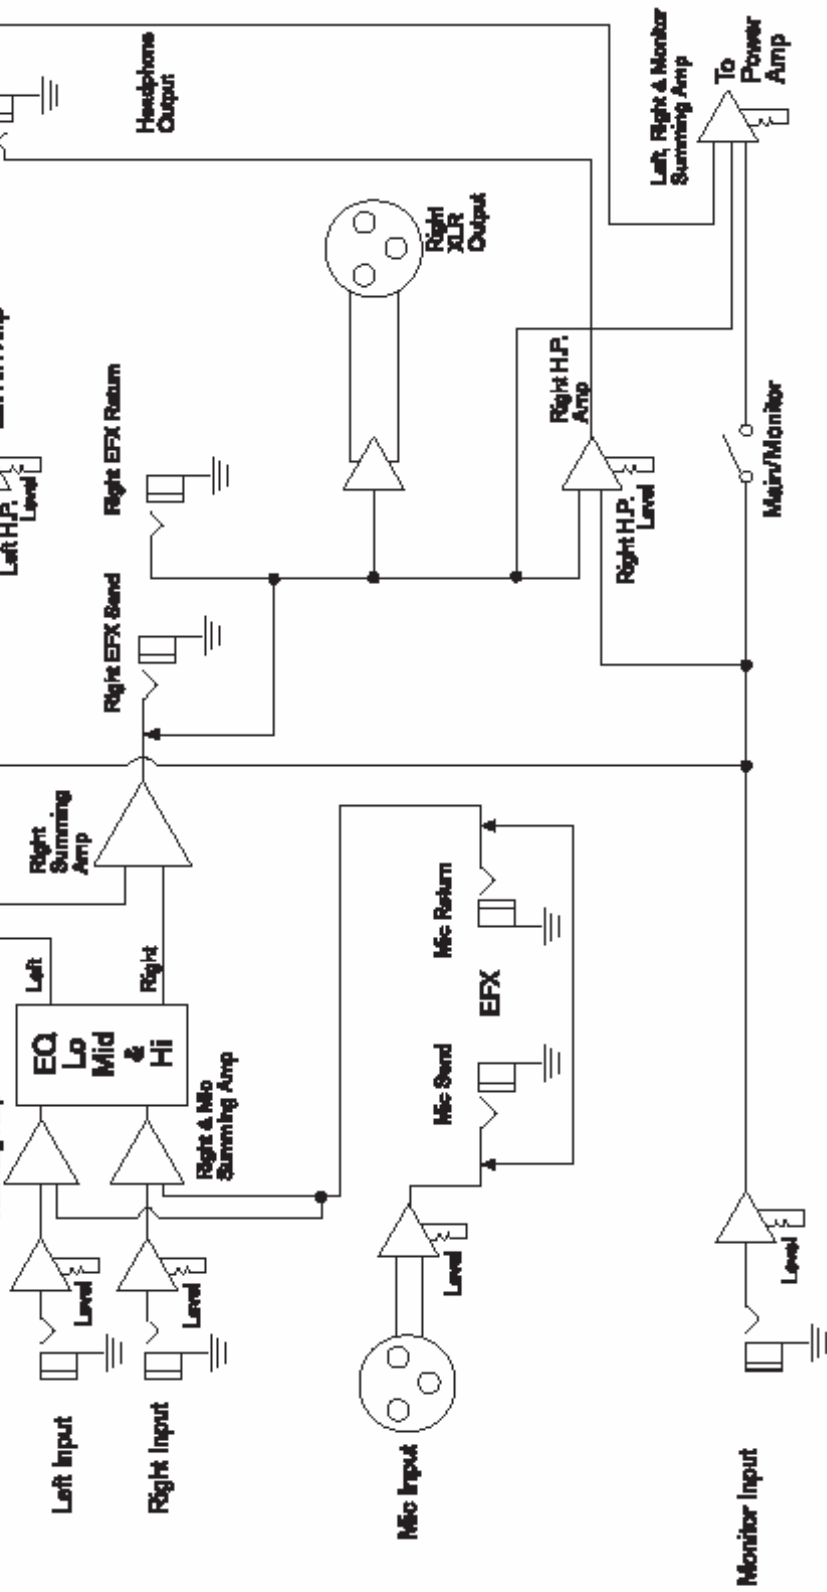 Headphone
Output
Left, Right & Monitor
Summing Amp
To
Power
Amp
Right
XLR
Output
Right EFX Return
Right H.P.
Amp
Left H.P.
Level
Right H.P.
Level
Main/Monitor
Right EFX Send
Right
Summing
Amp
Left
Right
EQ
Lo
Mid
&
Hi
Mic Return
EFX
Mic Send
Right & Mic
Summing Amp
Level
Level
Level
Level
Left Input
Right Input
Mic Input
Monitor Input